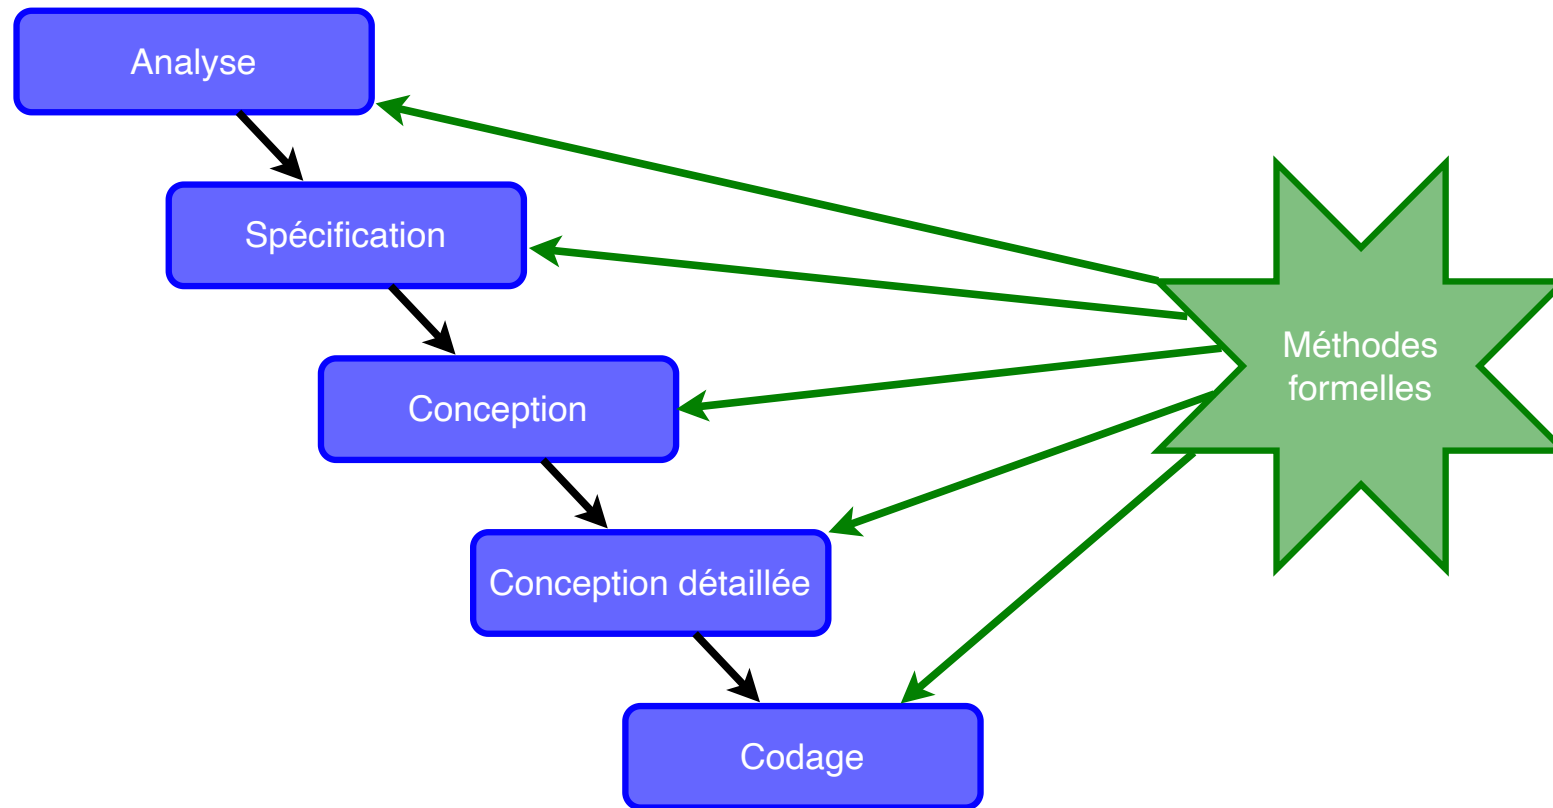 Analyse
Spécification
Conception
Conception détaillée
Codage
Méthodes
formelles